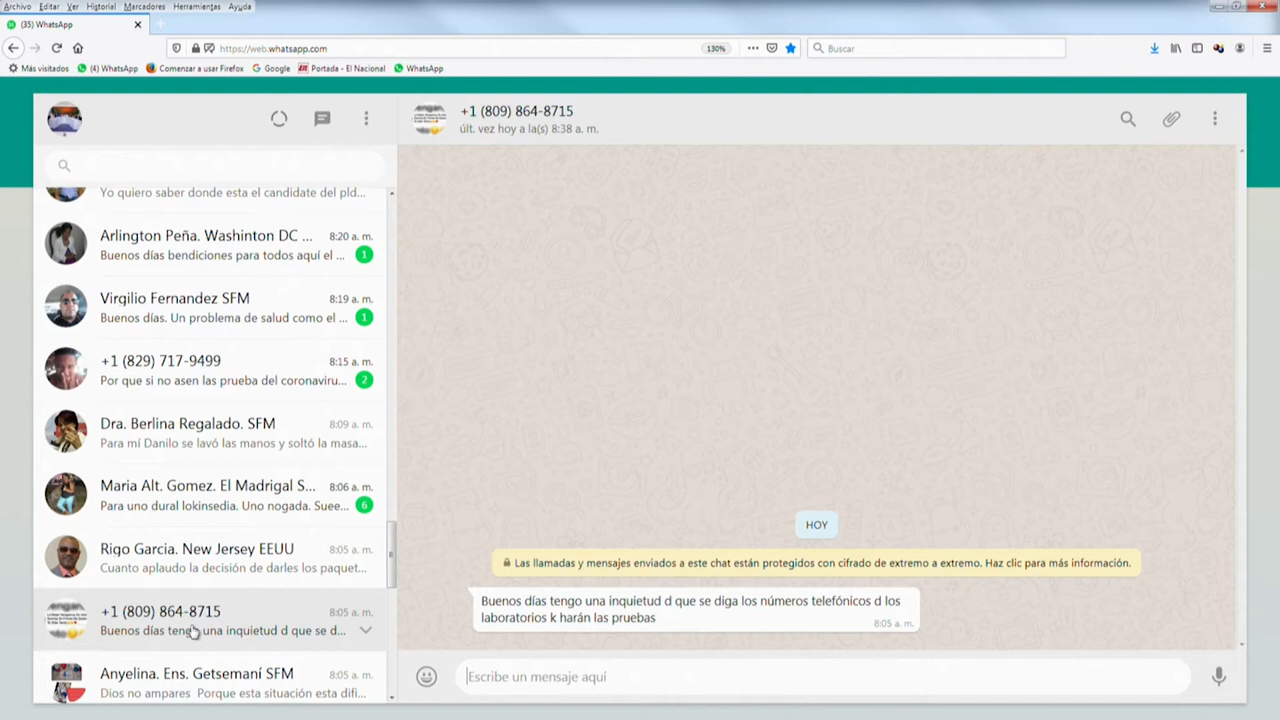 Archivo Editar Ver Historial Marcadores Herramientas Ayuda
(35) WhatsApp
https://web.whatsapp.com
130%
Buscar
Más visitados (4) WhatsApp Comenzar a usar Firefox Google Portada - El Nacional WhatsApp
+1 (809) 864-8715
últ. vez hoy a la(s) 8:38 a. m.
Yo quiero saber donde esta el candidate del pld...
Arlington Peña. Washinton DC ... 8:20 a. m.
Buenos días bendiciones para todos aquí el ... 1
Virgilio Fernandez SFM 8:19 a. m.
Buenos días. Un problema de salud como el ... 1
+1 (829) 717-9499 8:15 a. m.
Por que si no asen las prueba del coronaviru... 2
Dra. Berlina Regalado. SFM 8:09 a. m.
Para mí Danilo se lavó las manos y soltó la masa...
Maria Alt. Gomez. El Madrigal S... 8:06 a. m.
Para uno dural lokinsedia. Uno nogada. Suee... 6
Rigo Garcia. New Jersey EEUU 8:05 a. m.
Cuanto aplaudo la decisión de darles los paquet...
+1 (809) 864-8715 8:05 a. m.
Buenos días tengo una inquietud d que se d...
Anyelina. Ens. Getsemaní SFM 8:05 a. m.
Dios no ampares Porque esta situación esta difi...
HOY
Las llamadas y mensajes enviados a este chat están protegidos con cifrado de extremo a extremo. Haz clic para más información.
Buenos días tengo una inquietud d que se diga los números telefónicos d los
laboratorios k harán las pruebas
8:05 a. m.
Escribe un mensaje aquí